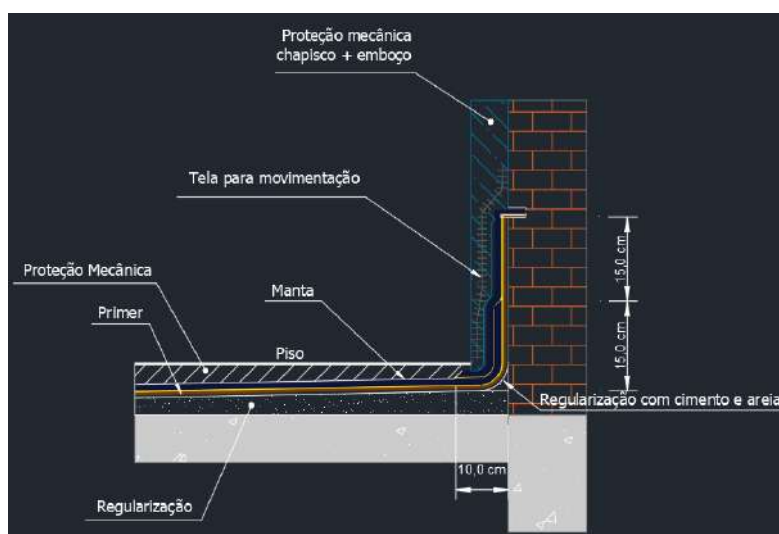 Proteção mecânica
chapisco + emboço
Tela para movimentação
15,0 cm
Proteção Mecânica
Manta
Primer
15,0 cm
Piso
Regularização com cimento e areia
10,0 cm
Regularização